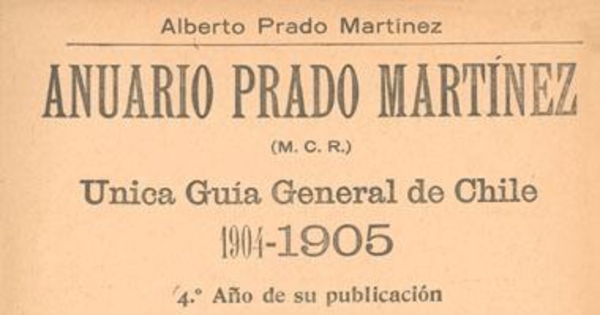 Alberto Prado Martínez
ANUARIO PRADO MARTÍNEZ
(M. C. R.)
Unica Guía General de Chile
1904-1905
4.º Año de su publicación